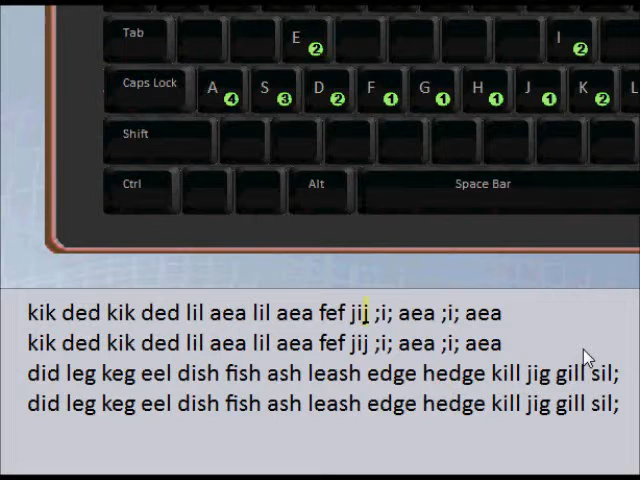 Tab E 2 I 2
Caps Lock A 4 S 3 D 2 F 1 G 1 H 1 J 1 K 2
Shift
Ctrl Alt Space Bar
kik ded kik ded lil aea lil aea fef jij ;i; aea ;i; aea
kik ded kik ded lil aea lil aea fef jij ;i; aea ;i; aea
did leg keg eel dish fish ash leash edge hedge kill jig gill sil;
did leg keg eel dish fish ash leash edge hedge kill jig gill sil;